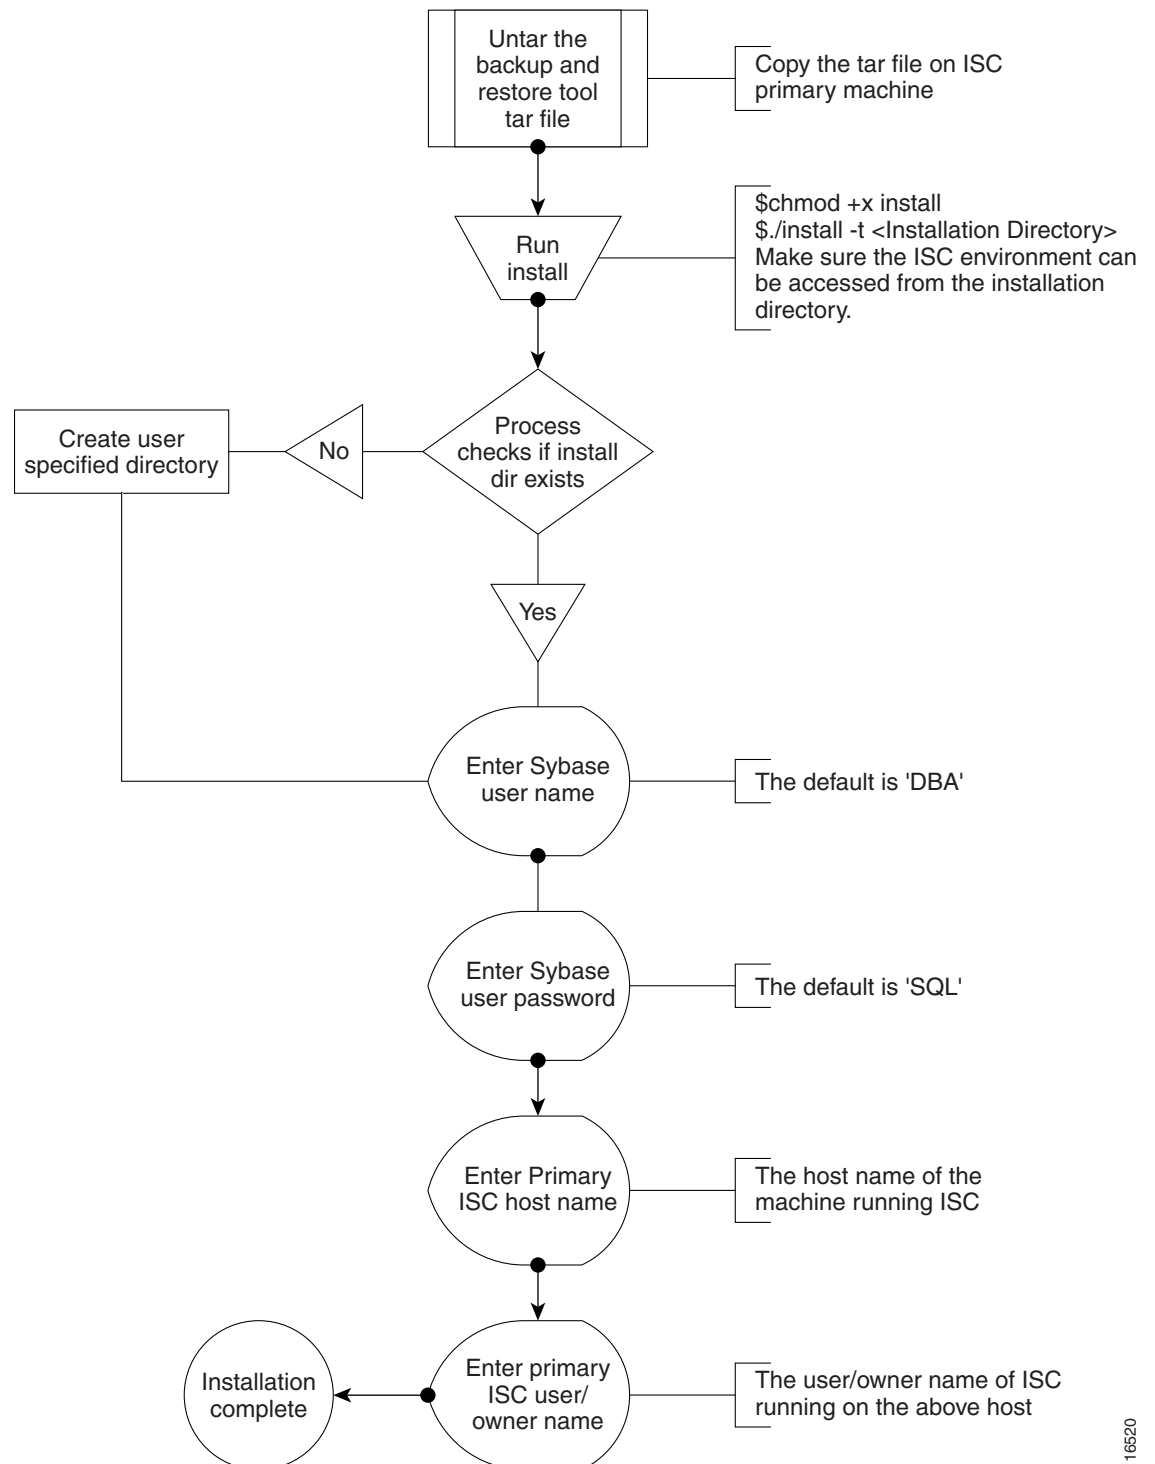 Untar the
backup and
restore tool
tar file
Copy the tar file on ISC
primary machine
Run
install
$chmod +x install
$./install -t <Installation Directory>
Make sure the ISC environment can
be accessed from the installation
directory.
Process
checks if install
dir exists
No
Create user
specified directory
Yes
Enter Sybase
user name
The default is 'DBA'
Enter Sybase
user password
The default is 'SQL'
Enter Primary
ISC host name
The host name of the
machine running ISC
Enter primary
ISC user/
owner name
The user/owner name of ISC
running on the above host
Installation
complete
16520